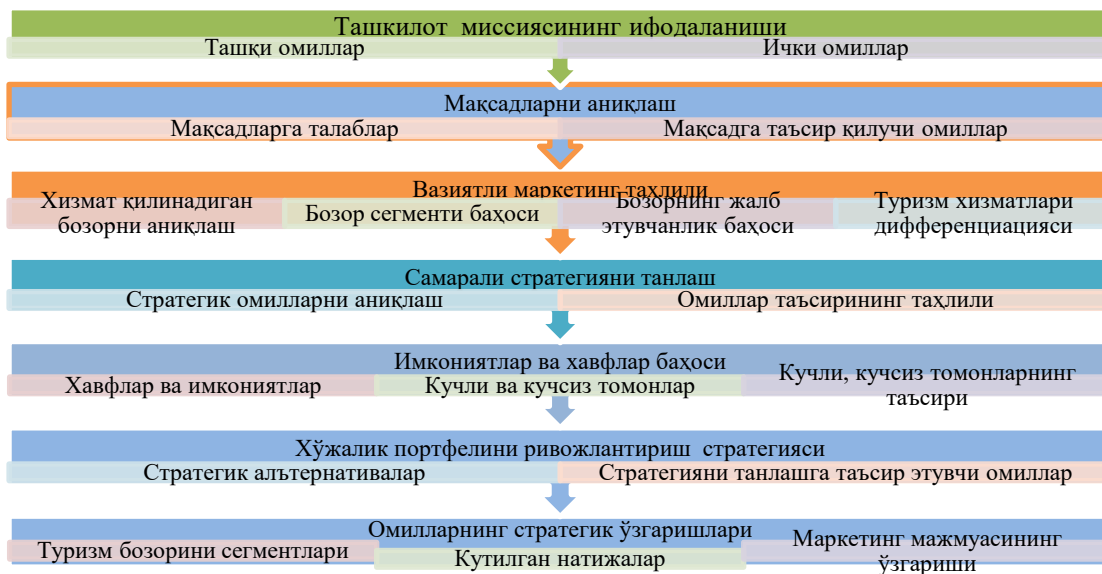 Ташкилот миссиясининг ифодаланиши
Ташқи омиллар
Ички омиллар
Мақсадларни аниқлаш
Мақсадларга талаблар
Мақсадга таъсир қилучи омиллар
Вазиятли маркетинг таҳлили
Хизмат қилинадиган
бозорни аниқлаш
Бозор сегменти баҳоси
Бозорнинг жалб
этувчанлик баҳоси
Туризм хизматлари
дифференциацияси
Самарали стратегияни танлаш
Стратегик омилларни аниқлаш
Омиллар таъсирининг таҳлили
Имкониятлар ва хавфлар баҳоси
Хавфлар ва имкониятлар
Кучли ва кучсиз томонлар
Кучли, кучсиз томонларнинг
таъсири
Хўжалик портфелини ривожлантириш стратегияси
Стратегик алътернативалар
Стратегияни танлашга таъсир этувчи омиллар
Омилларнинг стратегик ўзгаришлари
Туризм бозорини сегментлари
Кутилган натижалар
Маркетинг мажмуасининг
ўзгариши